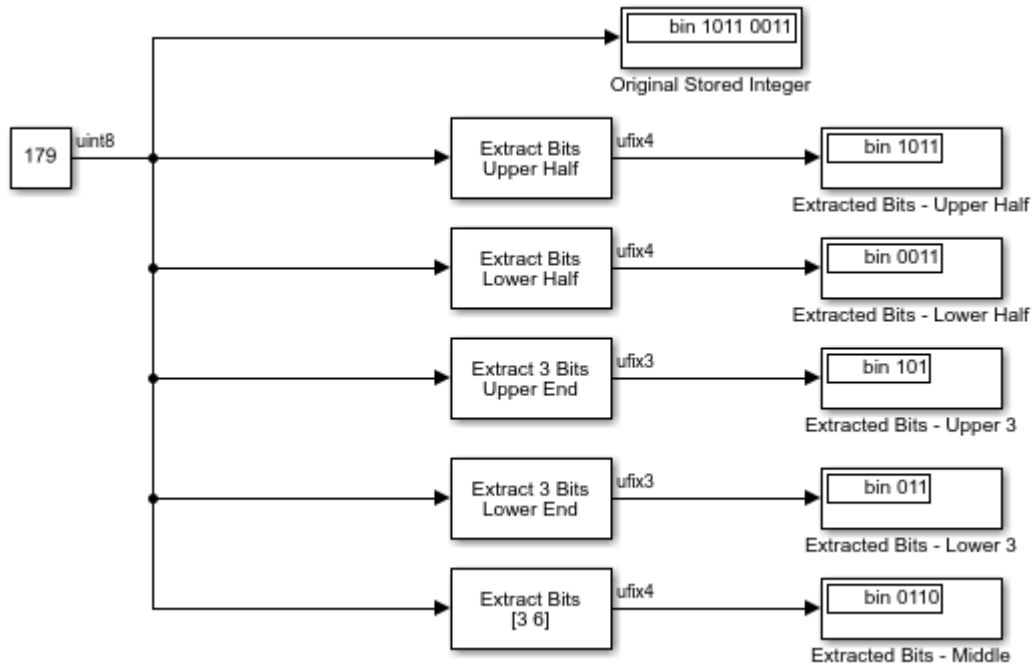 bin 1011 0011
Original Stored Integer
179
uint8
Extract Bits
Upper Half
ufix4
bin 1011
Extracted Bits - Upper Half
Extract Bits
Lower Half
ufix4
bin 0011
Extracted Bits - Lower Half
Extract 3 Bits
Upper End
ufix3
bin 101
Extracted Bits - Upper 3
Extract 3 Bits
Lower End
ufix3
bin 011
Extracted Bits - Lower 3
Extract Bits
[3 6]
ufix4
bin 0110
Extracted Bits - Middle